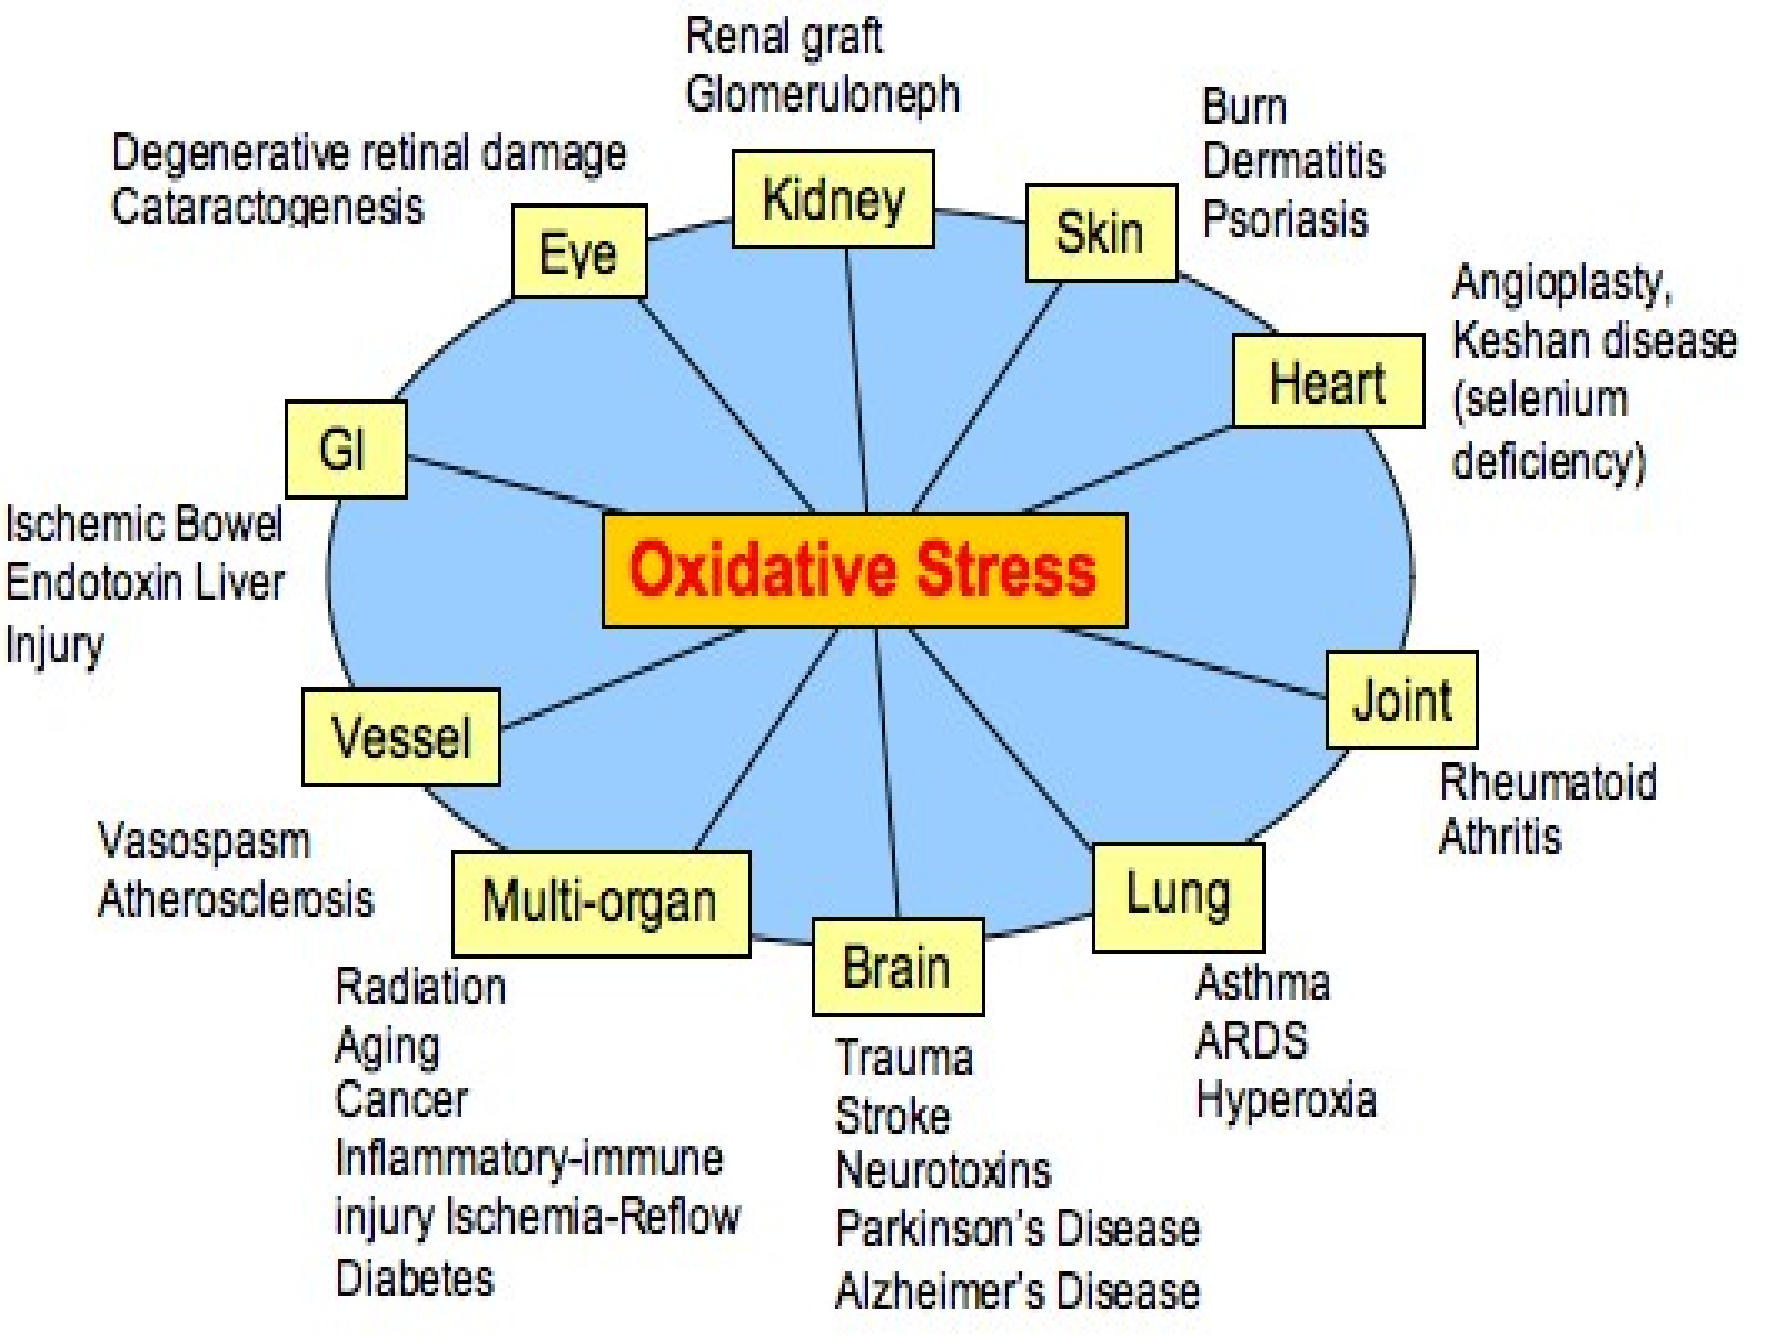 Renal graft
Glomeruloneph
Kidney
Burn
Dermatitis
Psoriasis
Skin
Degenerative retinal damage
Cataractogenesis
Eye
Angioplasty,
Keshan disease
(selenium
deficiency)
Heart
GI
Ischemic Bowel
Endotoxin Liver
Injury
Oxidative Stress
Joint
Rheumatoid
Athritis
Vessel
Vasospasm
Atherosclerosis
Multi-organ
Radiation
Aging
Cancer
Inflammatory-immune
injury Ischemia-Reflow
Diabetes
Brain
Trauma
Stroke
Neurotoxins
Parkinson's Disease
Alzheimer's Disease
Lung
Asthma
ARDS
Hyperoxia